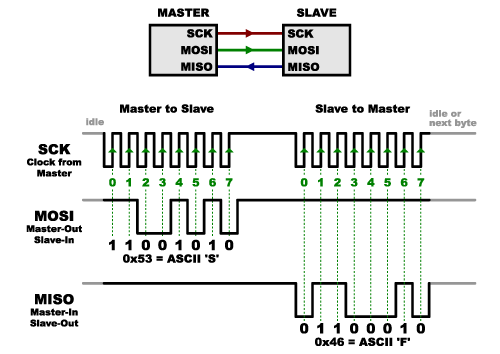 MASTER SLAVE
SCK SCK
MOSI MOSI
MISO MISO
Master to Slave Slave to Master
idle
idle or
next byte
SCK
Clock from
Master
0 1 2 3 4 5 6 7 0 1 2 3 4 5 6 7
MOSI
Master-Out
Slave-In
1 1 0 0 1 0 1 0
0x53 = ASCII 'S'
MISO
Master-In
Slave-Out
0 1 1 0 0 0 1 0
0x46 = ASCII 'F'